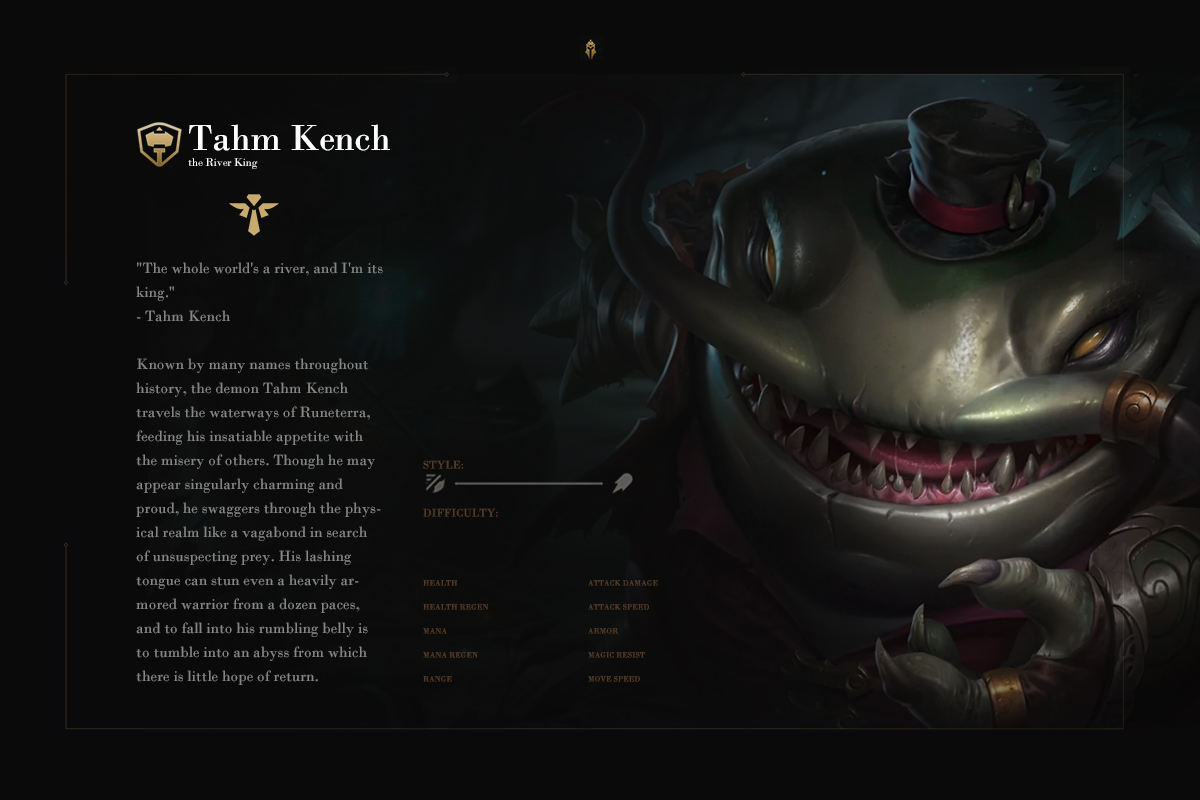 Tahm Kench
the River King
"The whole world's a river, and I'm its
king."
- Tahm Kench
Known by many names throughout
history, the demon Tahm Kench
travels the waterways of Runeterra,
feeding his insatiable appetite with
the misery of others. Though he may
appear singularly charming and
proud, he swaggers through the phys-
ical realm like a vagabond in search
of unsuspecting prey. His lashing
tongue can stun even a heavily ar-
mored warrior from a dozen paces,
and to fall into his rumbling belly is
to tumble into an abyss from which
there is little hope of return.
STYLE:
DIFFICULTY:
HEALTH
HEALTH REGEN
MANA
MANA REGEN
RANGE
ATTACK DAMAGE
ATTACK SPEED
ARMOR
MAGIC RESIST
MOVE SPEED